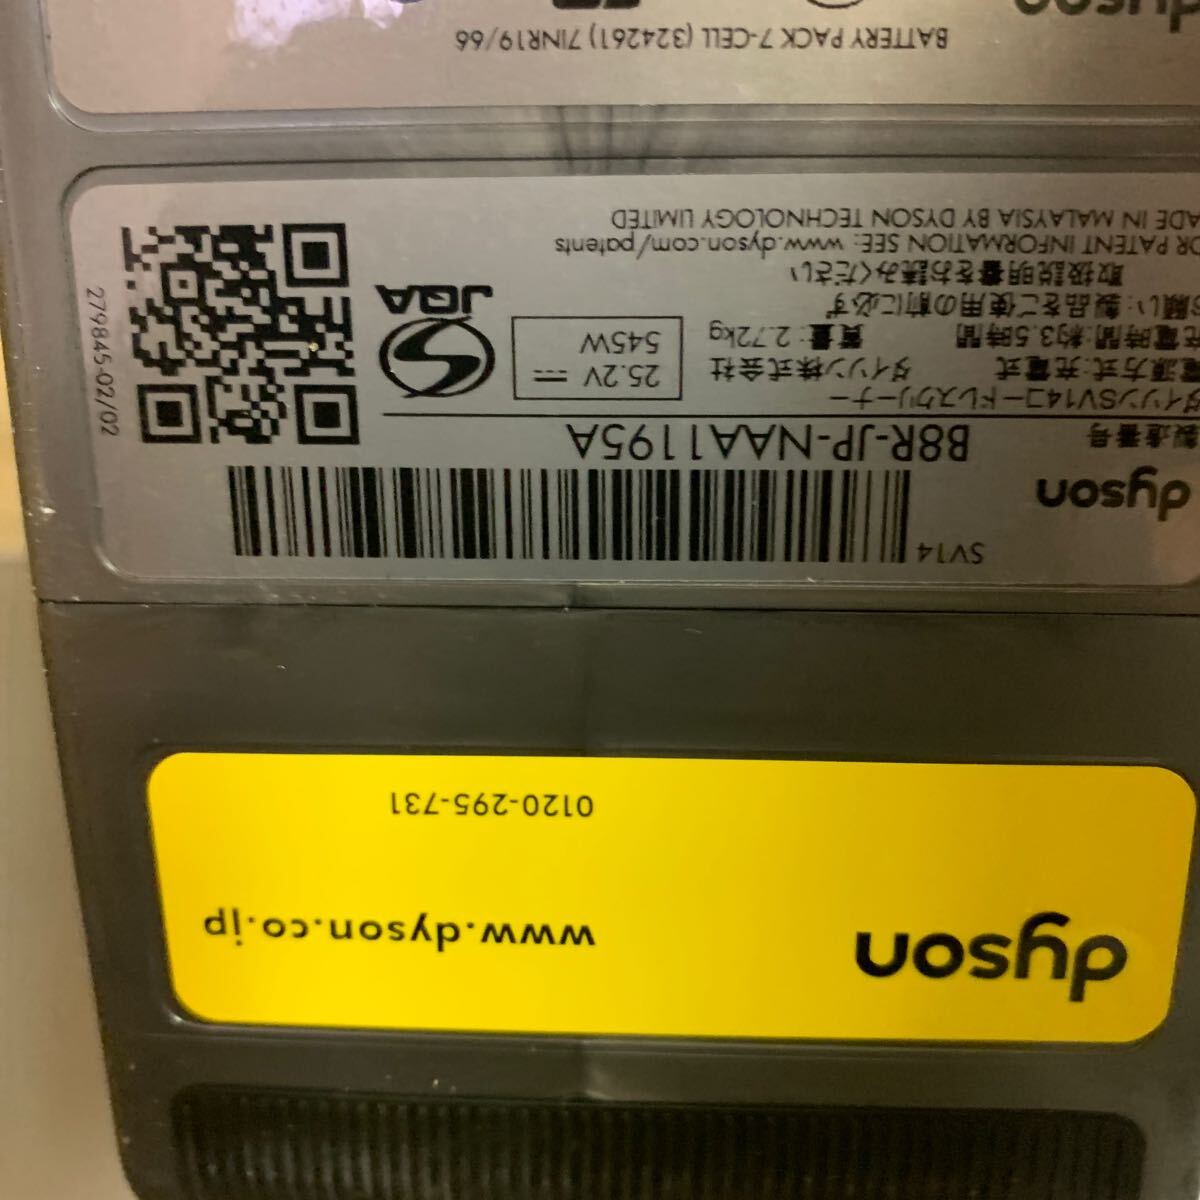 dyson
www.dyson.co.jp
0120-295-731
SV14
dyson
製造番号 B8R-JP-NAA1195A
ダイソンSV14コードレスクリーナー
電源方式:充電式 ダイソン株式会社
充電時間:約3.5時間 質量: 2.72kg
お願い: 製品をご使用の前に必ず
取扱説明書をお読みください
OR PATENT INFORMATION SEE: www.dyson.com/patents
ADE IN MALAYSIA BY DYSON TECHNOLOGY LIMITED
25.2V
545W
JQA
279845-02/02
BATTERY PACK 7-CELL (324261) 7INR19/66
dyson